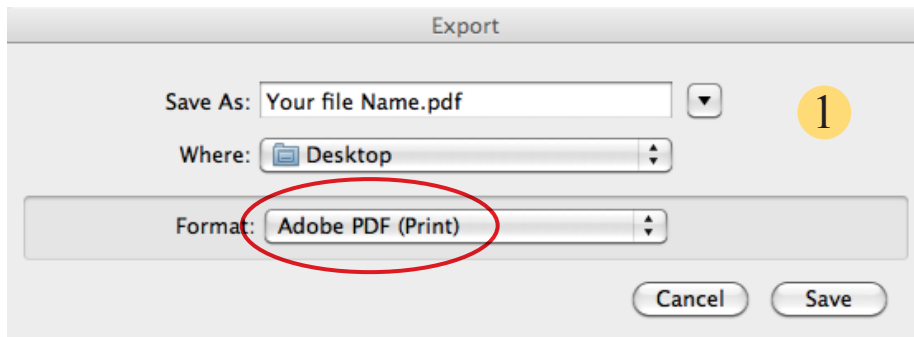 Export
Save As: Your file Name.pdf
1
Where: Desktop
Format: Adobe PDF (Print)
Cancel Save